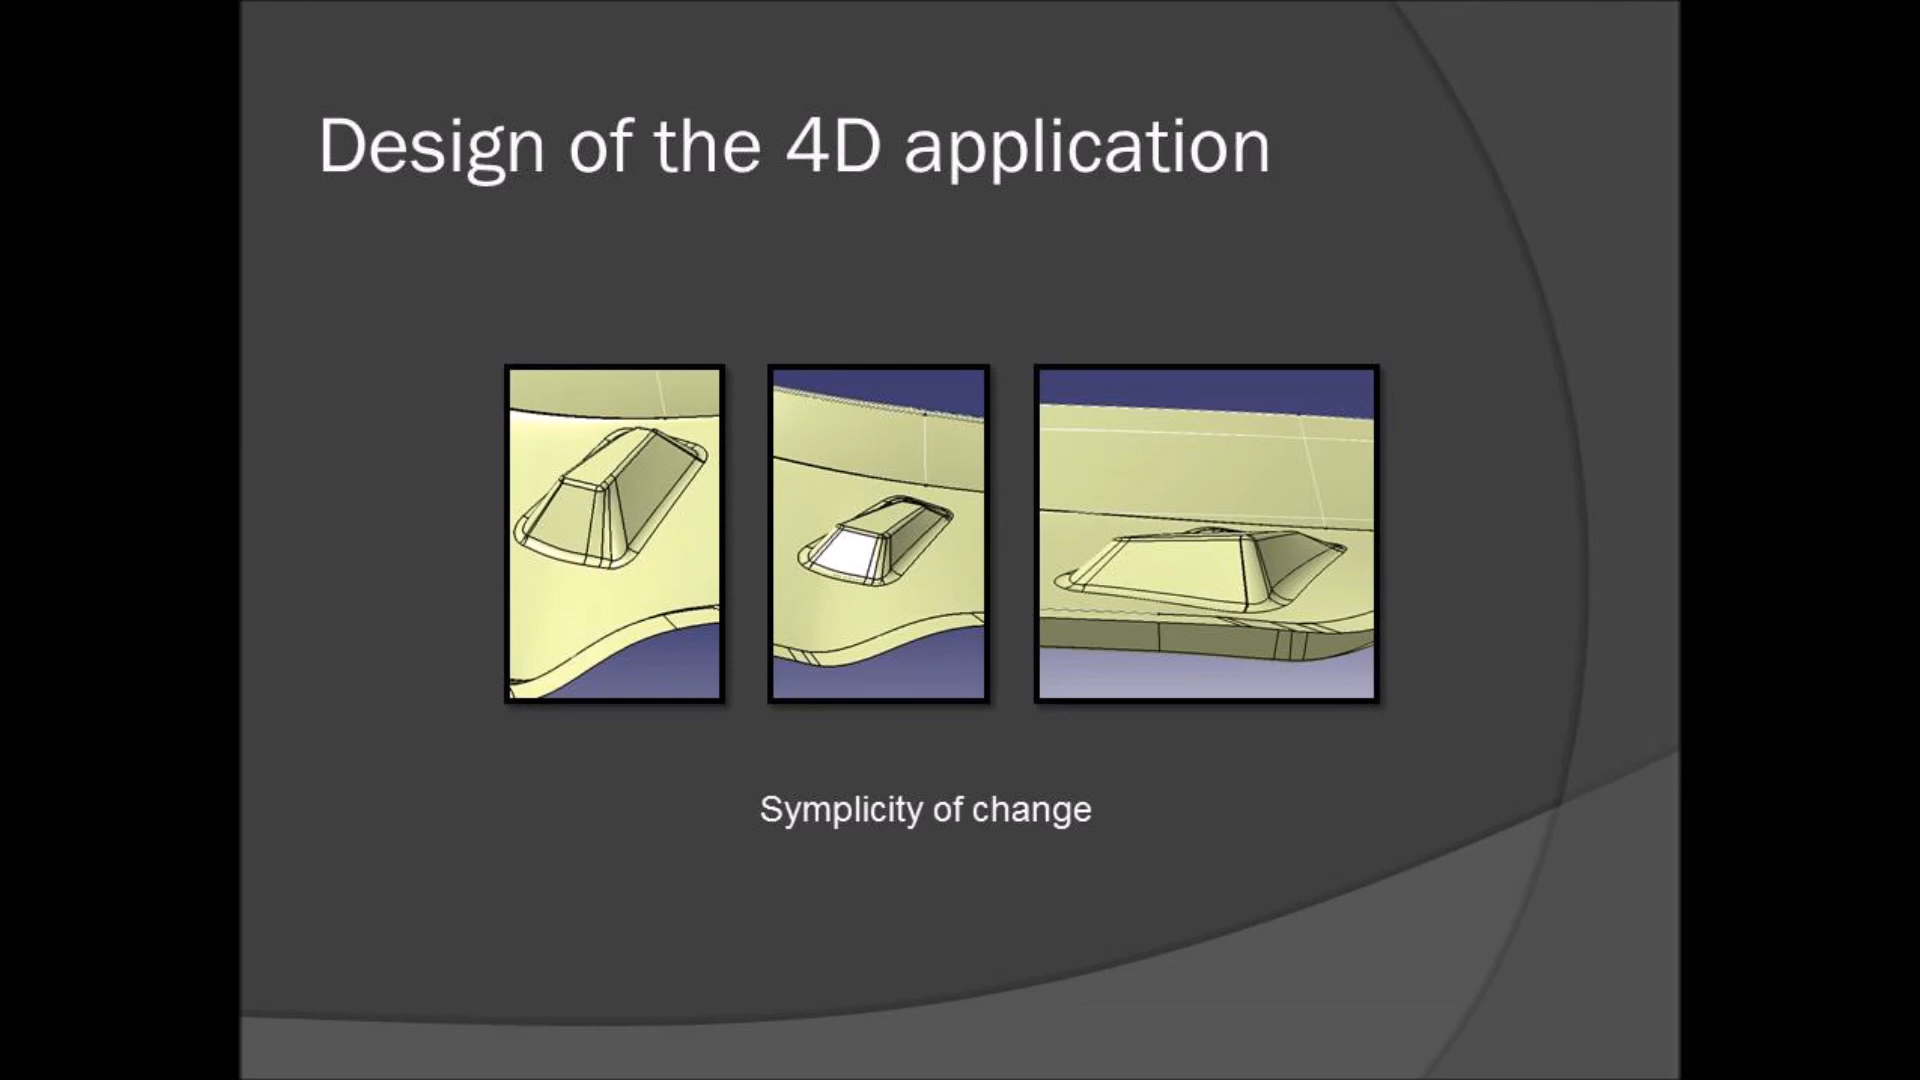 Design of the 4D application
Symplicity of change